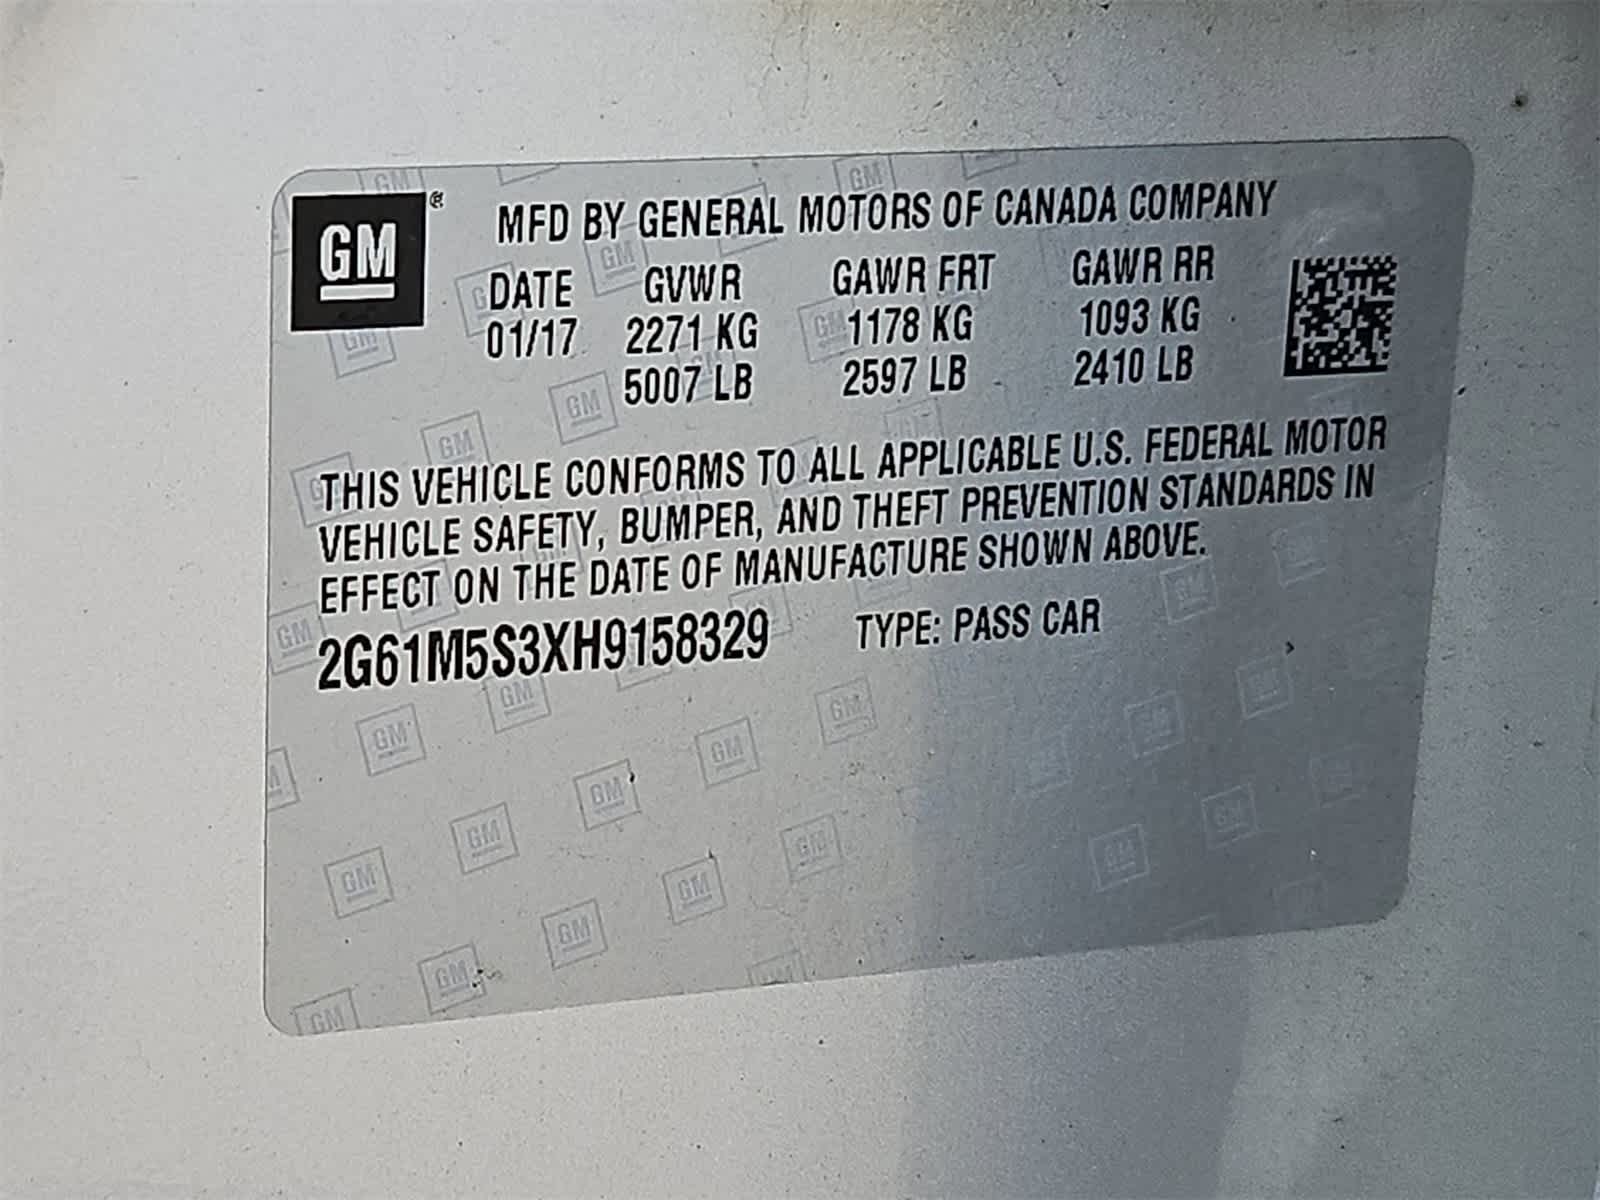 GM®
MFD BY GENERAL MOTORS OF CANADA COMPANY
DATE GVWR GAWR FRT GAWR RR
01/17 2271 KG 1178 KG 1093 KG
5007 LB 2597 LB 2410 LB
THIS VEHICLE CONFORMS TO ALL APPLICABLE U.S. FEDERAL MOTOR
VEHICLE SAFETY, BUMPER, AND THEFT PREVENTION STANDARDS IN
EFFECT ON THE DATE OF MANUFACTURE SHOWN ABOVE.
2G61M5S3XH9158329 TYPE: PASS CAR